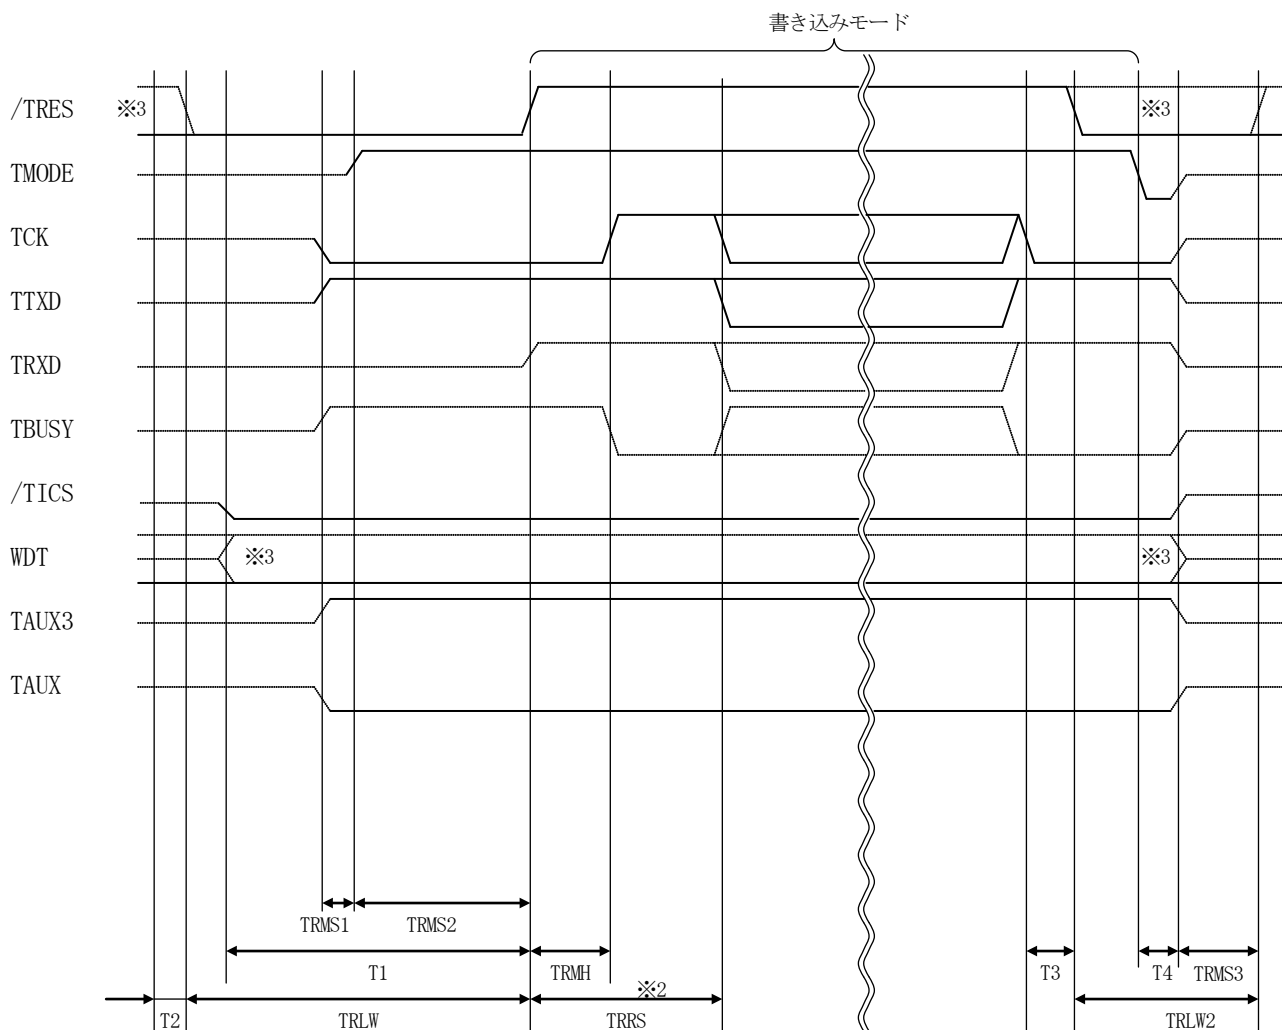 書き込みモード
/TRES ※3 ※3
TMODE
TCK
TTXD
TRXD
TBUSY
/TICS
WDT ※3 ※3
TAUX3
TAUX
TRMS1 TRMS2
T1 TRMH T3 T4 TRMS3
※2
T2 TRLW TRRS TRLW2